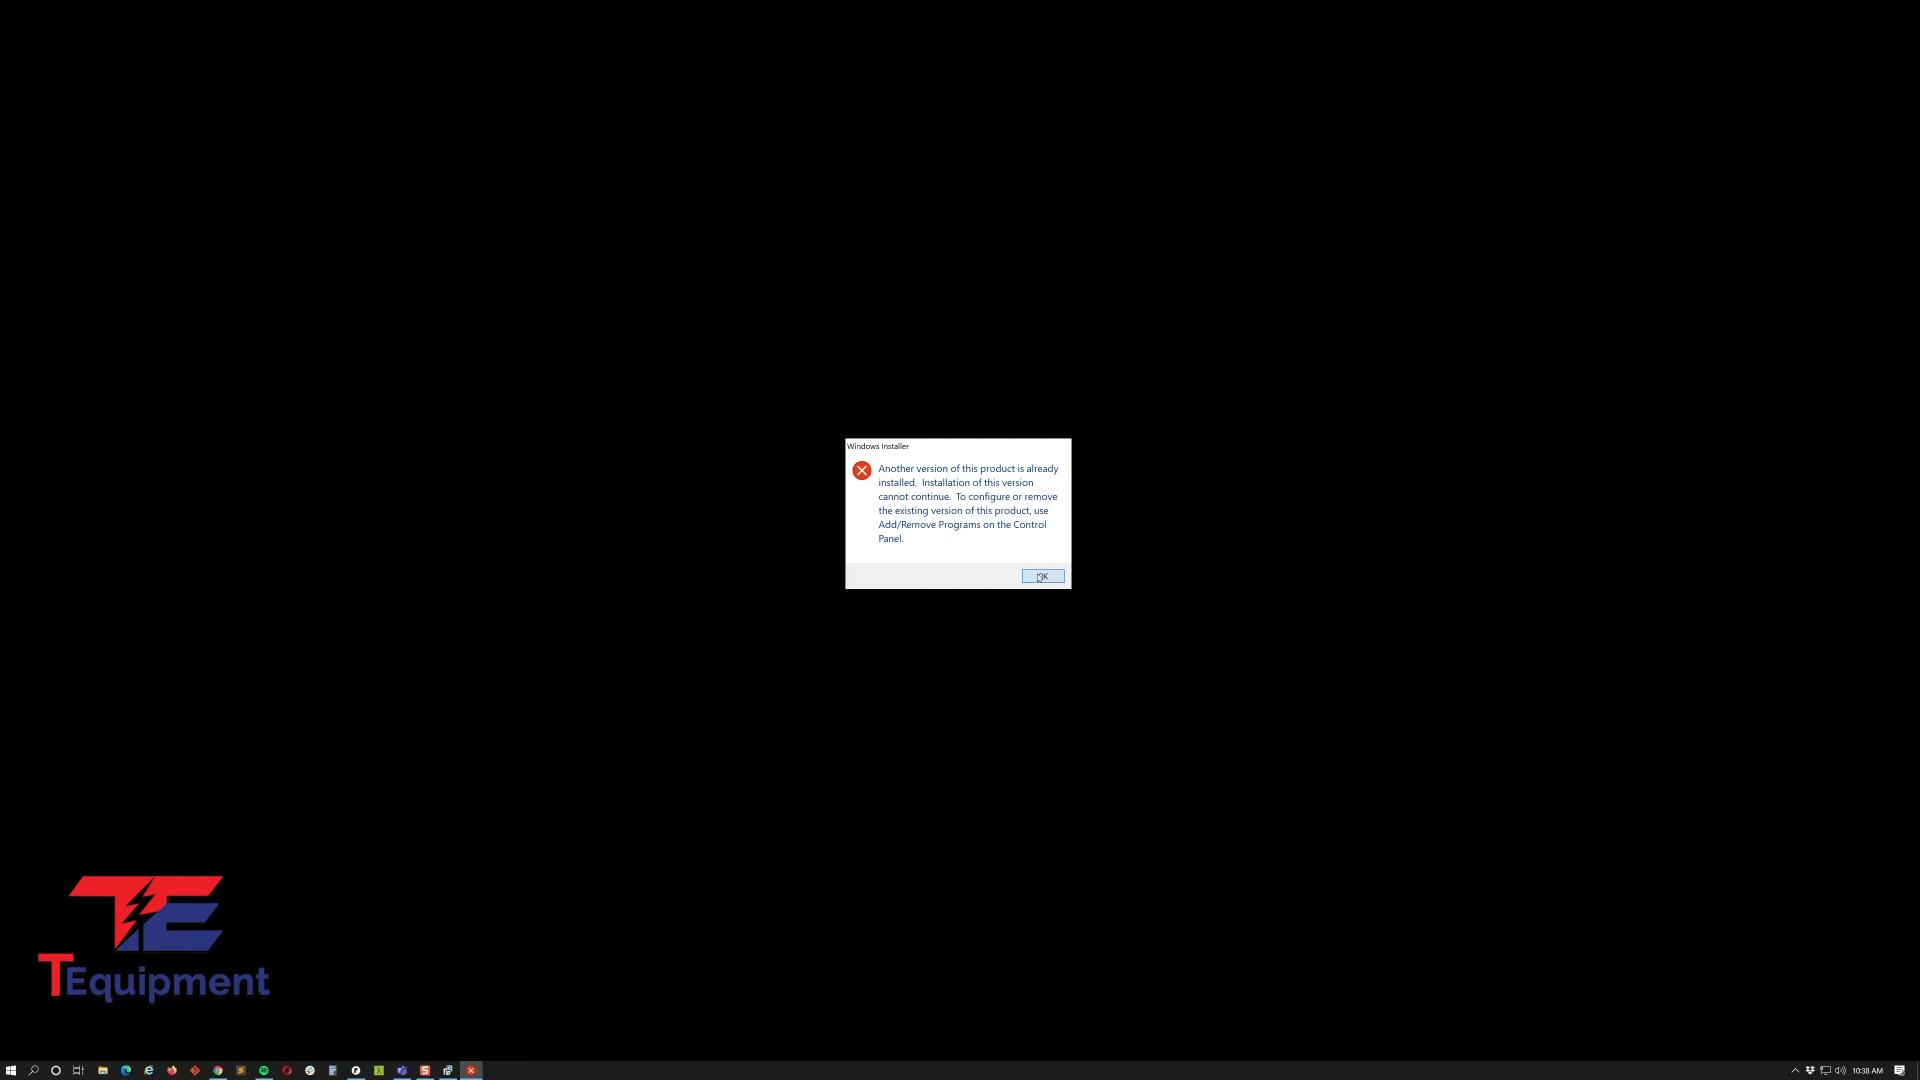 Windows Installer
Another version of this product is already
installed.  Installation of this version
cannot continue.  To configure or remove
the existing version of this product, use
Add/Remove Programs on the Control
Panel.
OK
TE
TEquipment
10:38 AM